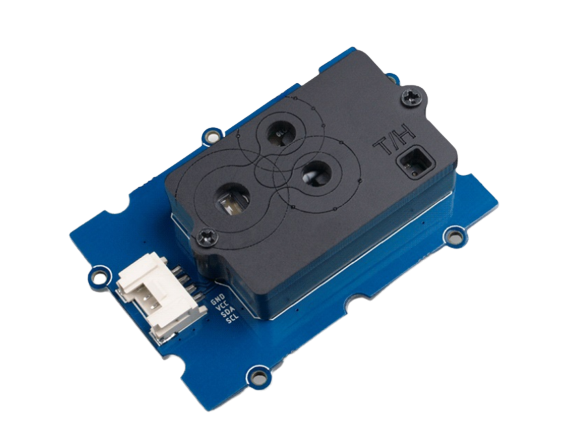 T/H
GND
VCC
SDA
SCL